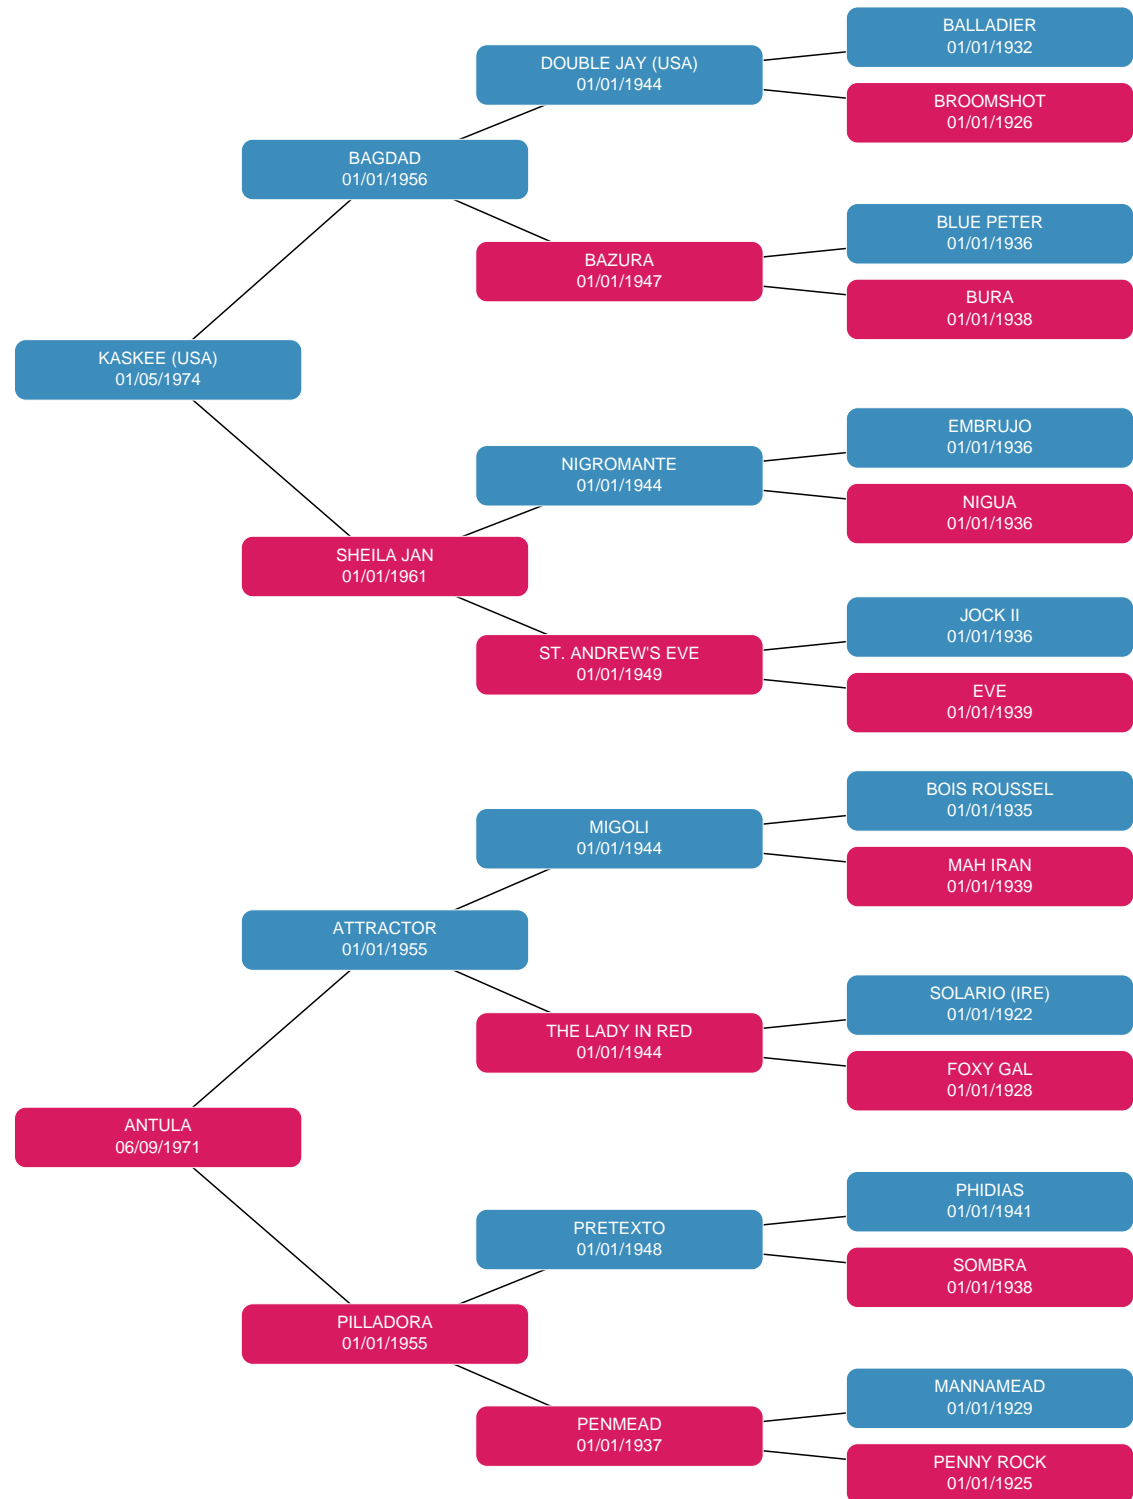 BALLADIER
01/01/1932
DOUBLE JAY (USA)
01/01/1944
BROOMSHOT
01/01/1926
BAGDAD
01/01/1956
BLUE PETER
01/01/1936
BAZURA
01/01/1947
BURA
01/01/1938
KASKEE (USA)
01/05/1974
EMBRUJO
01/01/1936
NIGROMANTE
01/01/1944
NIGUA
01/01/1936
SHEILA JAN
01/01/1961
JOCK II
01/01/1936
ST. ANDREW'S EVE
01/01/1949
EVE
01/01/1939
BOIS ROUSSEL
01/01/1935
MIGOLI
01/01/1944
MAH IRAN
01/01/1939
ATTRACTOR
01/01/1955
SOLARIO (IRE)
01/01/1922
THE LADY IN RED
01/01/1944
FOXY GAL
01/01/1928
ANTULA
06/09/1971
PHIDIAS
01/01/1941
PRETEXTO
01/01/1948
SOMBRA
01/01/1938
PILLADORA
01/01/1955
MANNAMEAD
01/01/1929
PENMEAD
01/01/1937
PENNY ROCK
01/01/1925